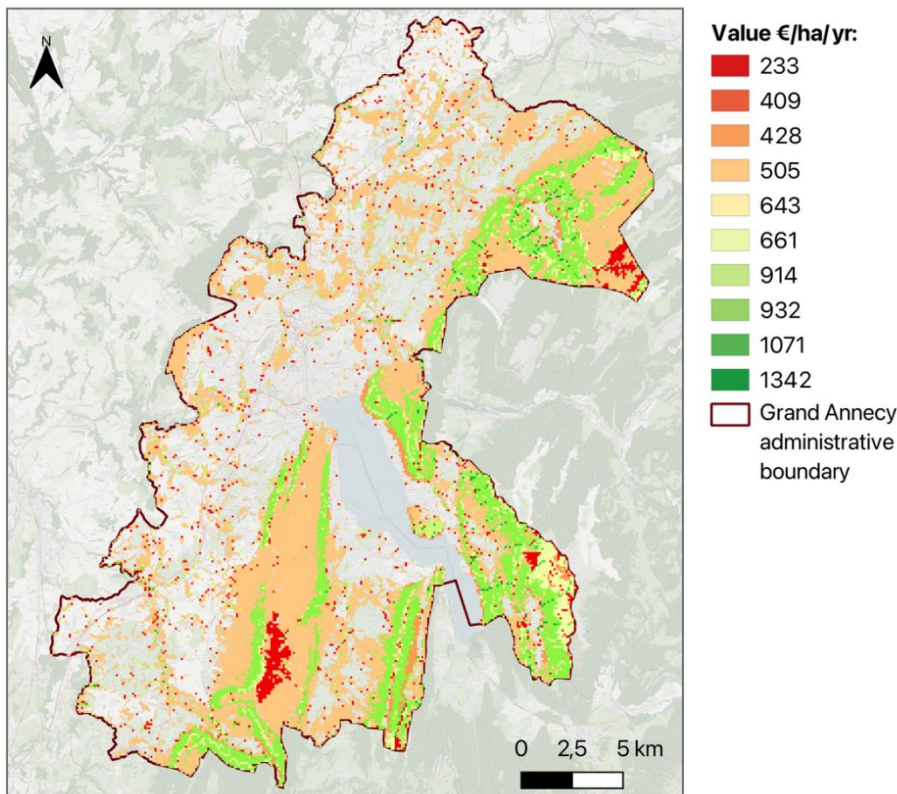 N
Value €/ha/yr:
233
409
428
505
643
661
914
932
1071
1342
Grand Annecy
administrative
boundary
0 2,5 5 km